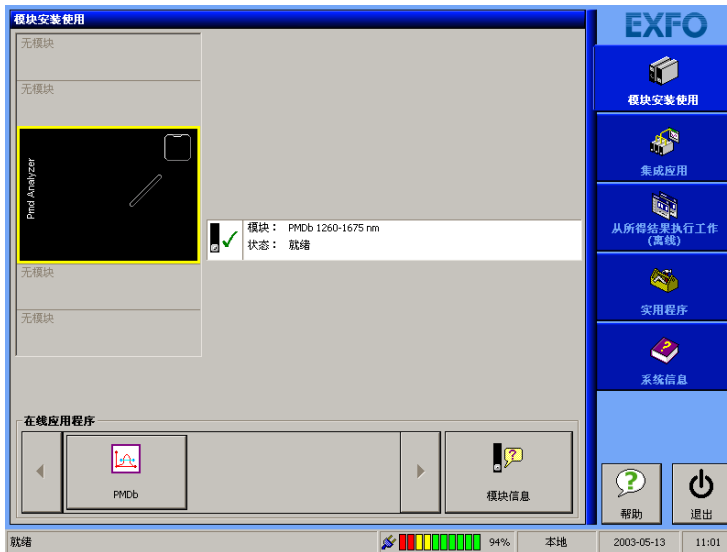 模块安装使用
EXFO
无模块
无模块
Pmd Analyzer
无模块
无模块
模块： PMDb 1260-1675 nm
状态： 就绪
模块安装使用
集成应用
从所得结果执行工作
(离线)
实用程序
系统信息
在线应用程序
PMDb
模块信息
帮助
退出
就绪
94%
本地
2003-05-13
11:01